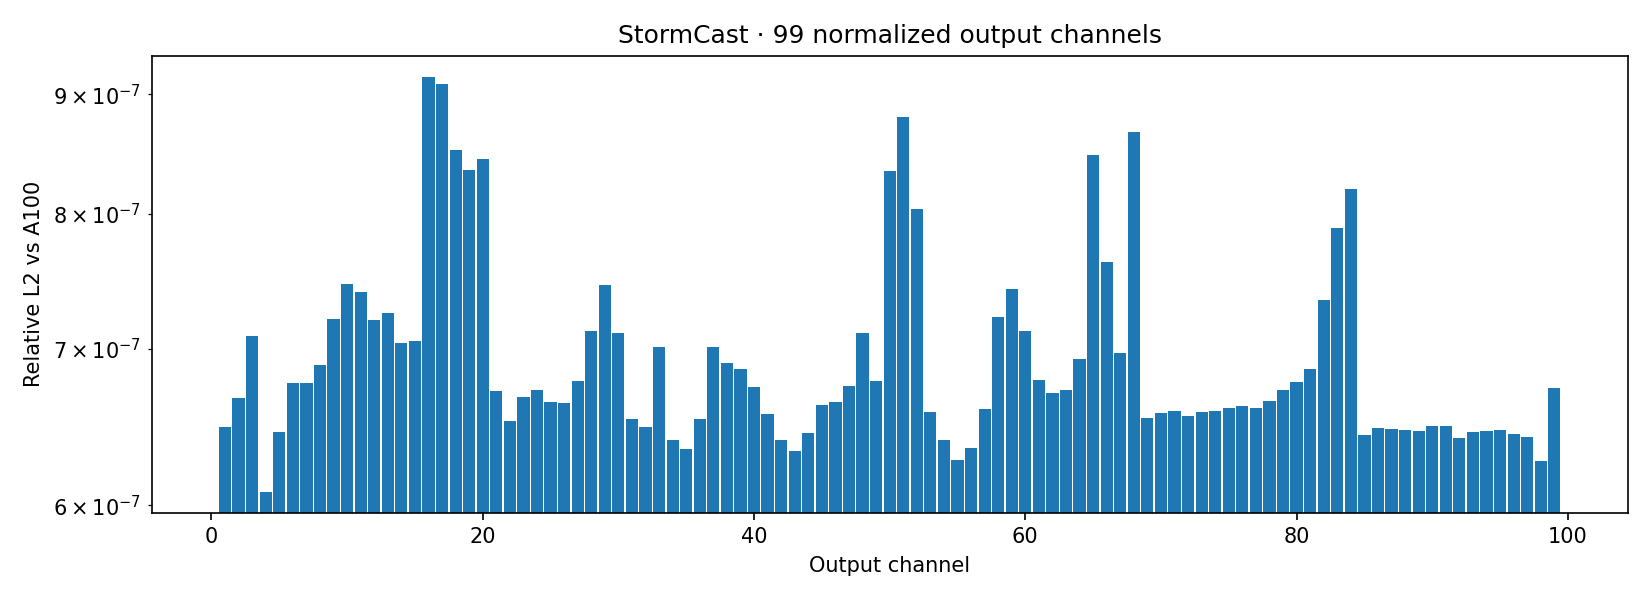 StormCast · 99 normalized output channels
Relative L2 vs A100
9 × 10⁻⁷
8 × 10⁻⁷
7 × 10⁻⁷
6 × 10⁻⁷
0 20 40 60 80 100
Output channel